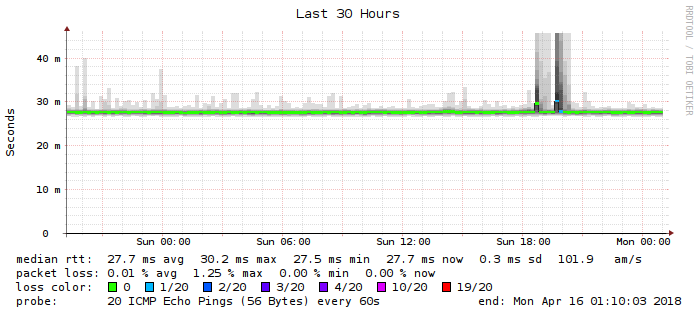 Last 30 Hours
RRDTOOL / TOBI OETIKER
Seconds
40 m
30 m
20 m
10 m
0
Sun 00:00 Sun 06:00 Sun 12:00 Sun 18:00 Mon 00:00
median rtt: 27.7 ms avg 30.2 ms max 27.5 ms min 27.7 ms now 0.3 ms sd 101.9 am/s
packet loss: 0.01 % avg 1.25 % max 0.00 % min 0.00 % now
loss color: 0 1/20 2/20 3/20 4/20 10/20 19/20
probe: 20 ICMP Echo Pings (56 Bytes) every 60s end: Mon Apr 16 01:10:03 2018